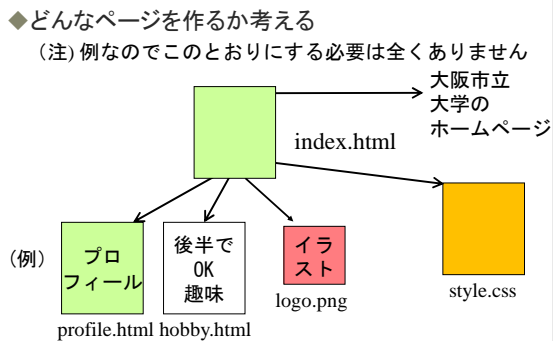 ◆どんなページを作るか考える
（注) 例なのでこのとおりにする必要は全くありません
大阪市立
大学の
ホームページ
index.html
（例）
プロ
フィール
後半で
OK
趣味
イラ
スト
logo.png
style.css
profile.html
hobby.html